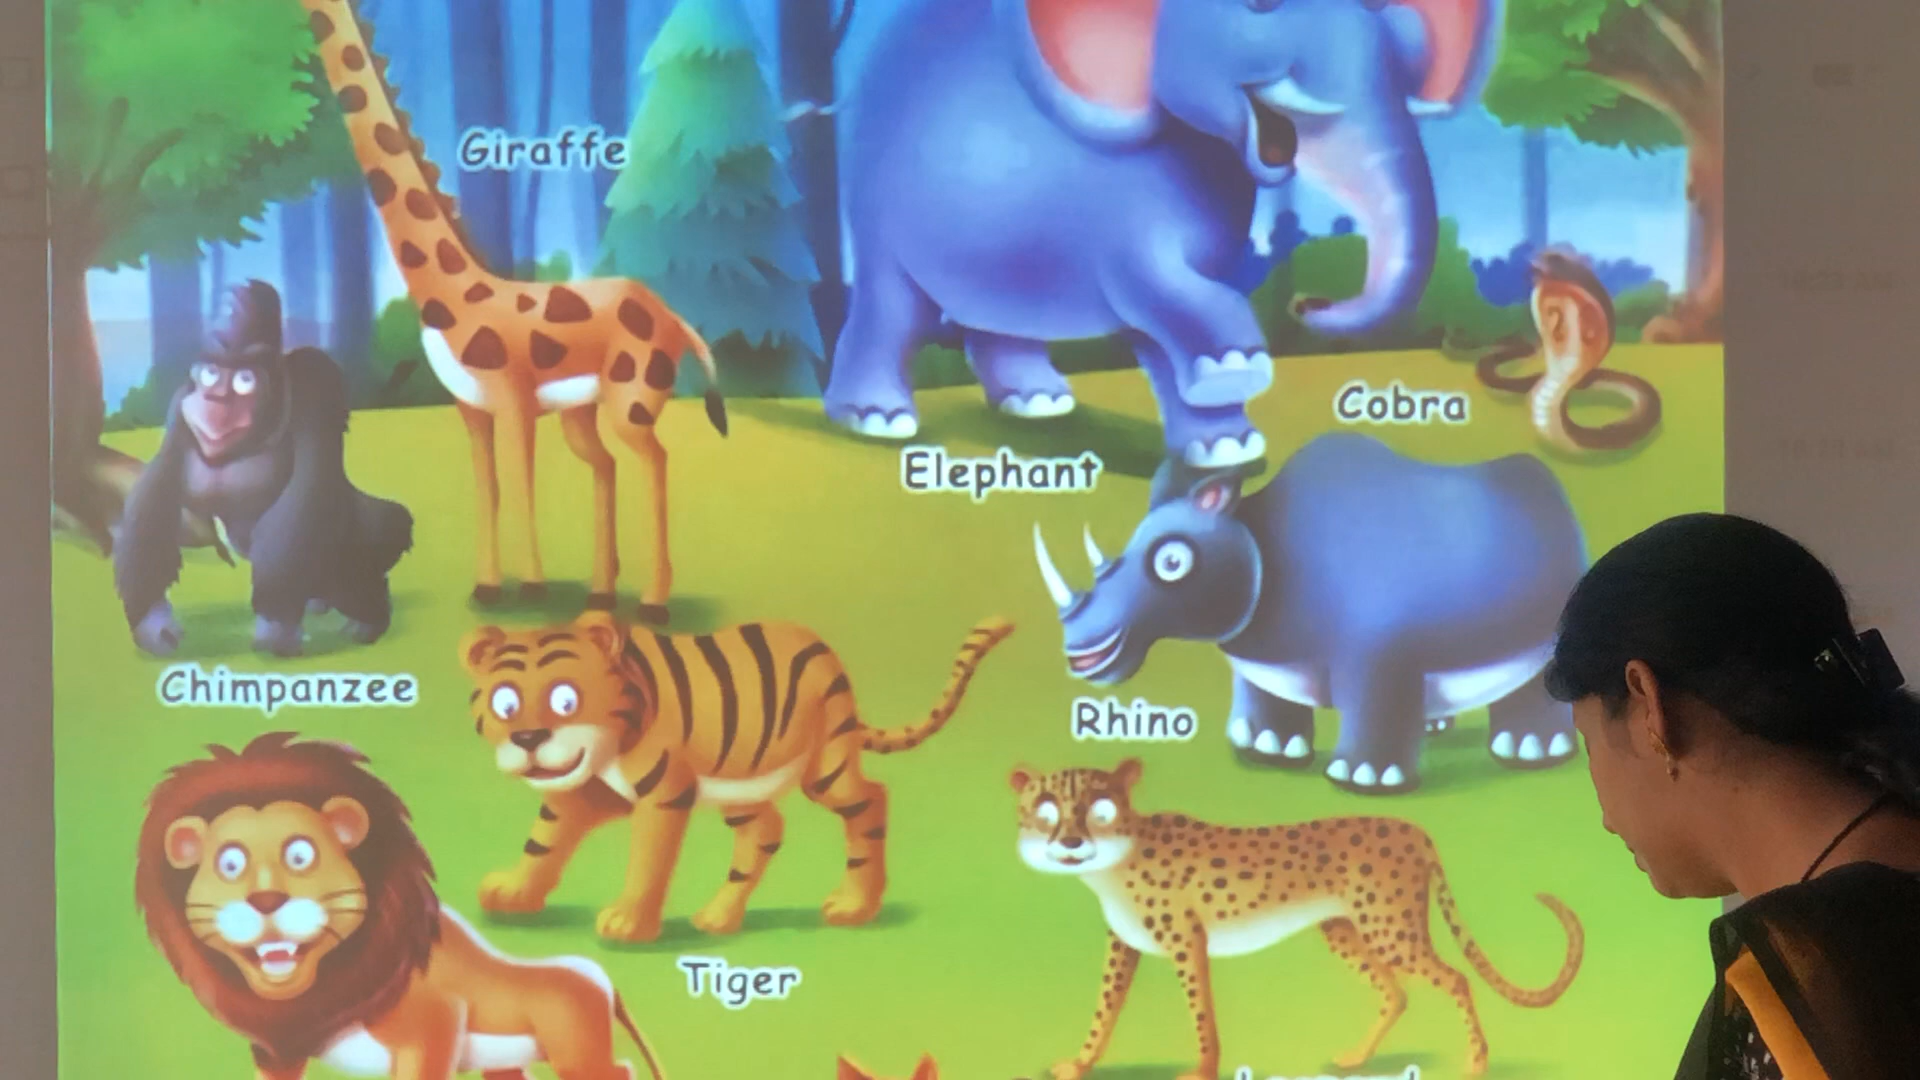 Giraffe
Cobra
Elephant
Chimpanzee
Rhino
Tiger